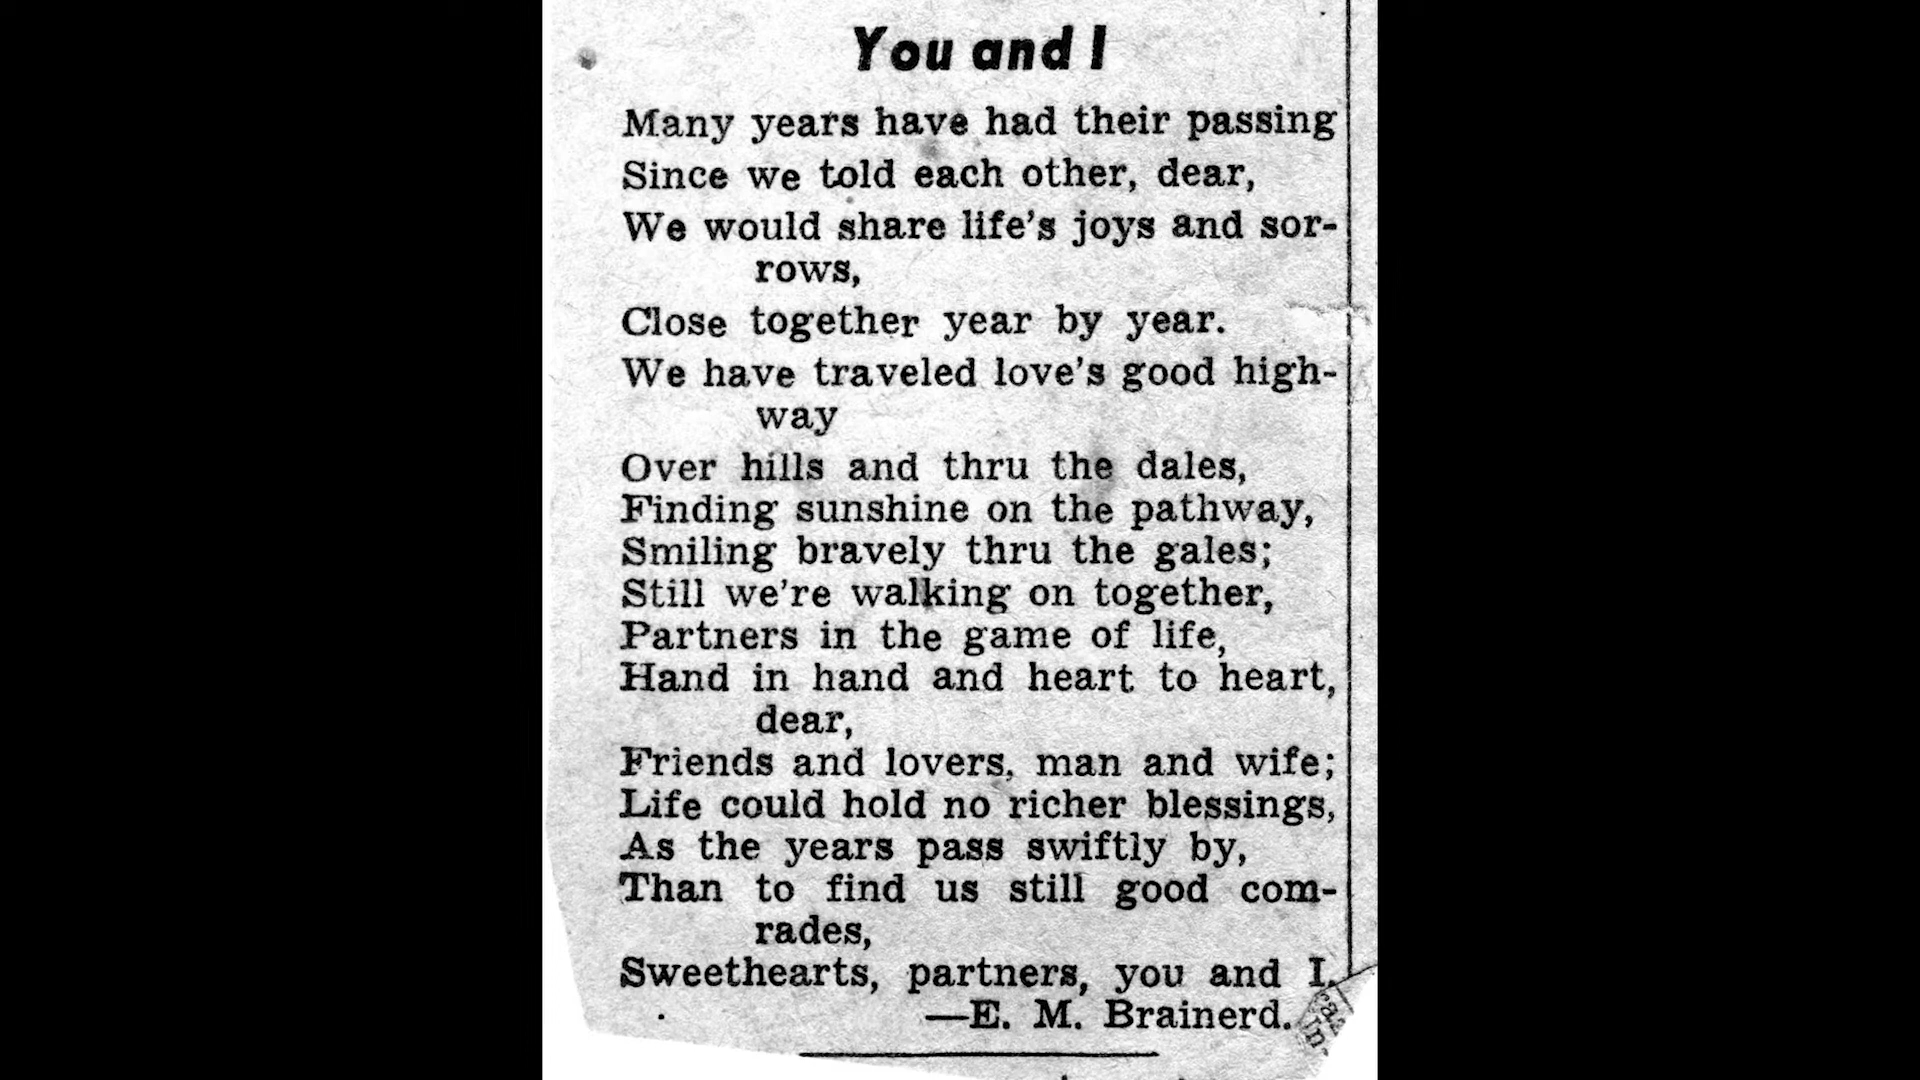 You and I
Many years have had their passing
Since we told each other, dear,
We would share life's joys and sor-
rows,
Close together year by year.
We have traveled love's good high-
way
Over hills and thru the dales,
Finding sunshine on the pathway,
Smiling bravely thru the gales;
Still we're walking on together,
Partners in the game of life,
Hand in hand and heart to heart,
dear,
Friends and lovers, man and wife;
Life could hold no richer blessings,
As the years pass swiftly by,
Than to find us still good com-
rades,
Sweethearts, partners, you and I.
—E. M. Brainerd.